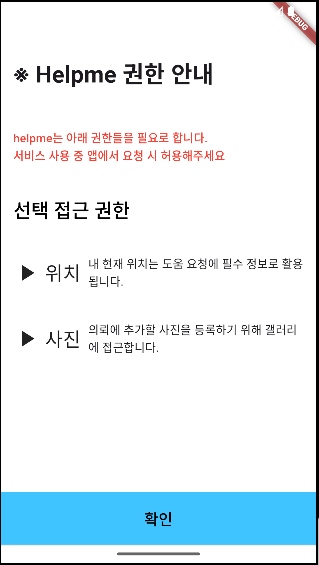 DEBUG
※ Helpme 권한 안내
helpme는 아래 권한들을 필요로 합니다.
서비스 사용 중 앱에서 요청 시 허용해주세요
선택 접근 권한
▶ 위치
내 현재 위치는 도움 요청에 필수 정보로 활용
됩니다.
▶ 사진
의뢰에 추가할 사진을 등록하기 위해 갤러리
에 접근합니다.
확인